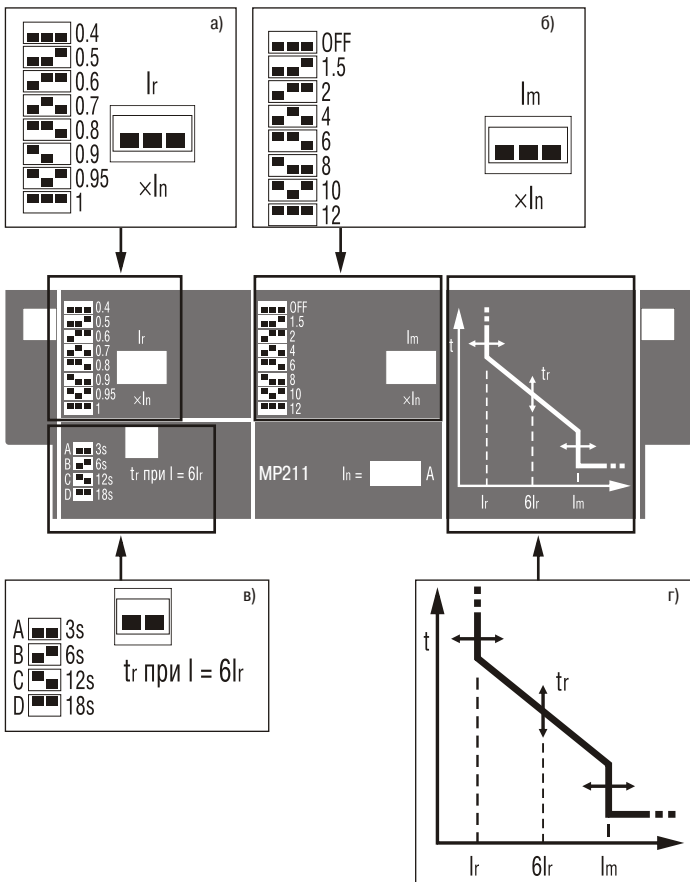 а)
0.4
0.5
0.6
0.7
0.8
0.9
0.95
1
Ir
×In
б)
OFF
1.5
2
4
6
8
10
12
Im
×In
0.4
0.5
0.6
0.7
0.8
0.9
0.95
1
Ir
×In
OFF
1.5
2
4
6
8
10
12
Im
×In
t
tr
Ir 6Ir Im
A 3s
B 6s
C 12s
D 18s
tr при I = 6Ir
МР211
In = A
в)
A 3s
B 6s
C 12s
D 18s
tr при I = 6Ir
г)
t
tr
Ir 6Ir Im